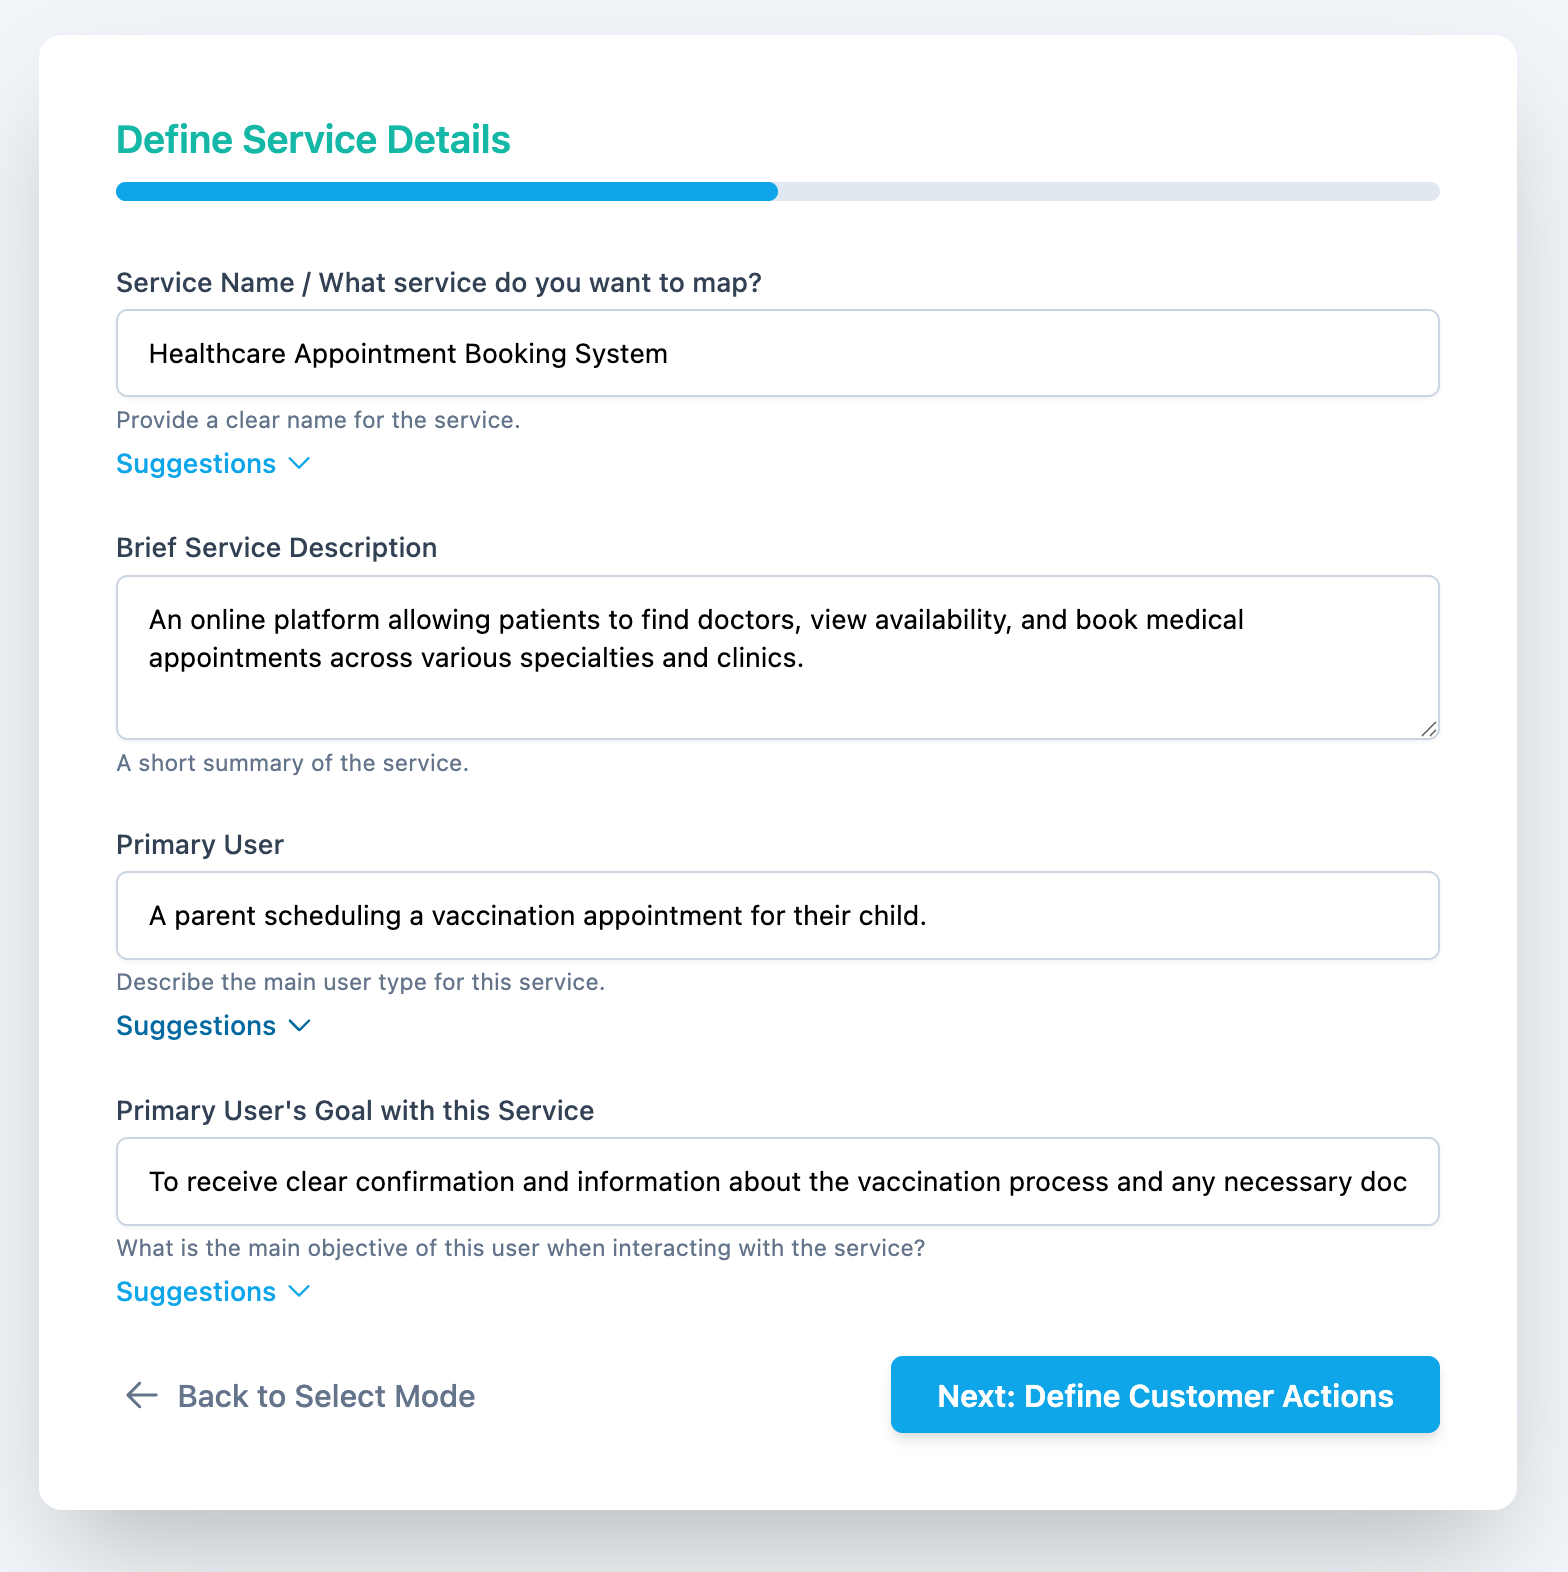 Define Service Details
Service Name / What service do you want to map?
Healthcare Appointment Booking System
Provide a clear name for the service.
Suggestions
Brief Service Description
An online platform allowing patients to find doctors, view availability, and book medical
appointments across various specialties and clinics.
A short summary of the service.
Primary User
A parent scheduling a vaccination appointment for their child.
Describe the main user type for this service.
Suggestions
Primary User's Goal with this Service
To receive clear confirmation and information about the vaccination process and any necessary doc
What is the main objective of this user when interacting with the service?
Suggestions
Back to Select Mode
Next: Define Customer Actions